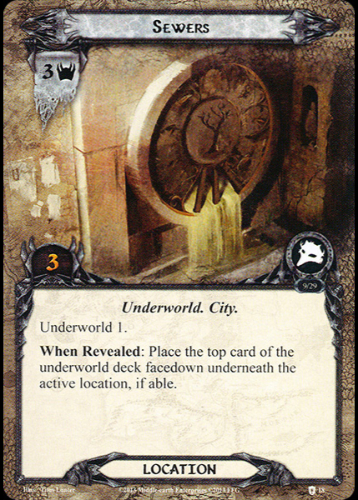 SEWERS
3
3
9/29
Underworld. City.
Underworld 1.
When Revealed: Place the top card of the
underworld deck facedown underneath the
active location, if able.
LOCATION